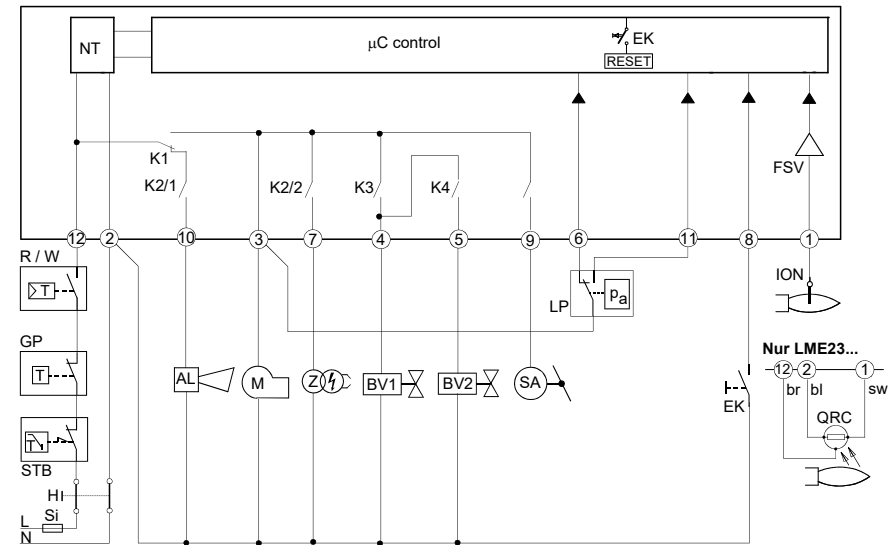 NT
μC control
EK
RESET
FSV
K1
K2/1
K2/2
K3
K4
12
2
10
3
7
4
5
9
6
11
8
1
R / W
T
LP
pa
ION
GP
T
Nur LME23...
12
2
1
br
bl
sw
AL
M
Z
BV1
BV2
SA
EK
QRC
T
STB
H
Si
L
N